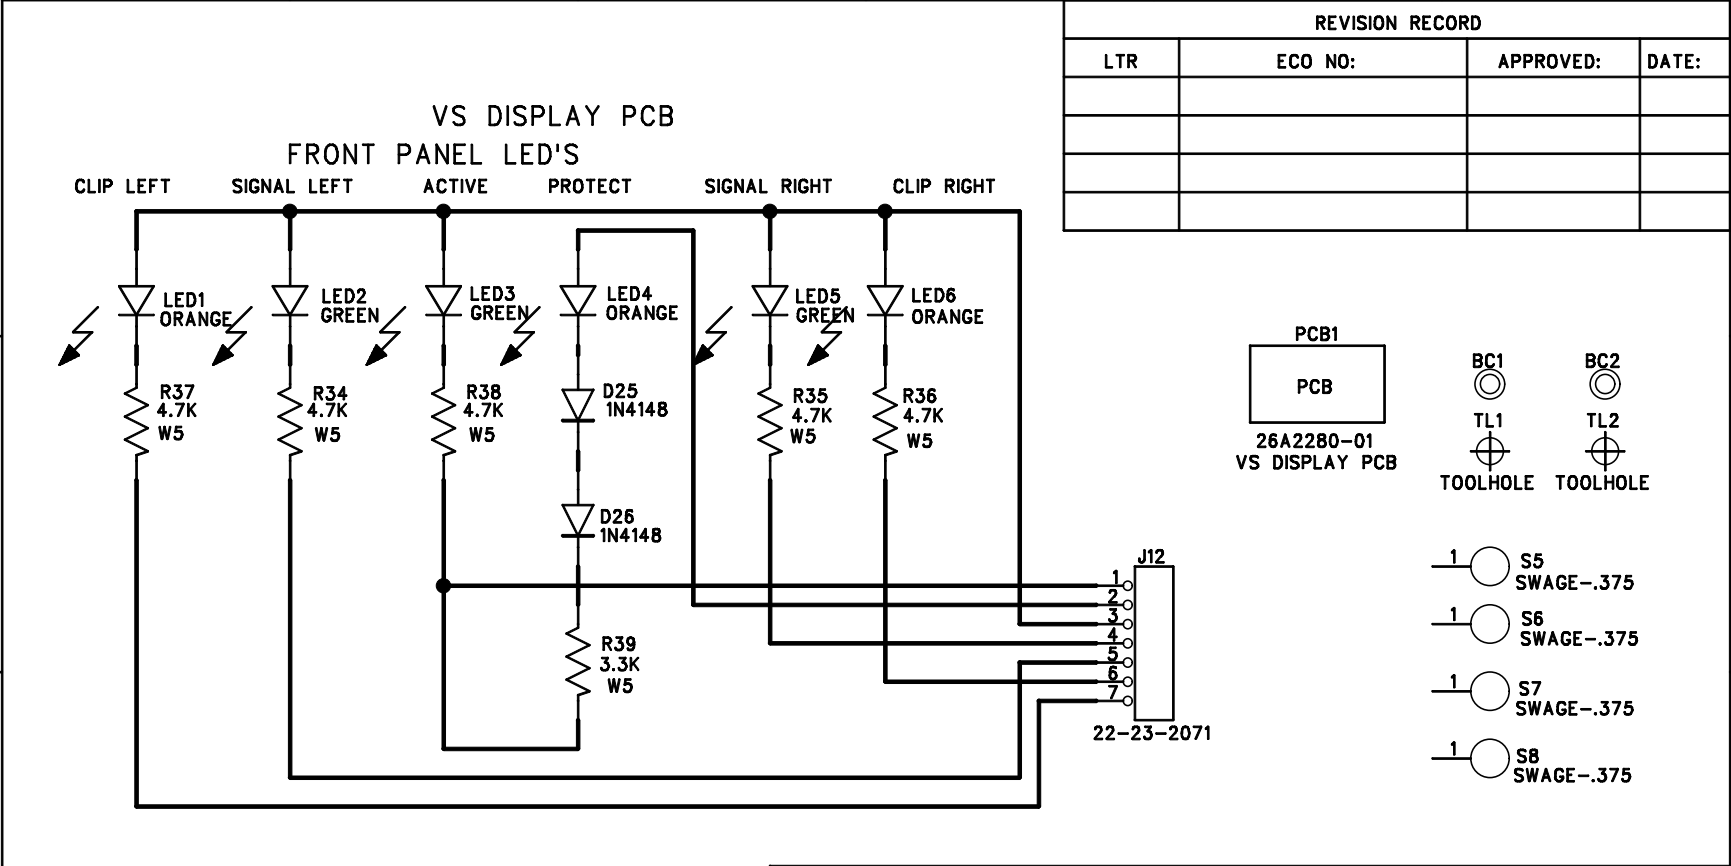 REVISION RECORD
LTR ECO NO: APPROVED: DATE:
VS DISPLAY PCB
FRONT PANEL LED'S
CLIP LEFT SIGNAL LEFT ACTIVE PROTECT SIGNAL RIGHT CLIP RIGHT
LED1
ORANGE
LED2
GREEN
LED3
GREEN
LED4
ORANGE
LED5
GREEN
LED6
ORANGE
R37
4.7K
W5
R34
4.7K
W5
R38
4.7K
W5
D25
1N4148
R35
4.7K
W5
R36
4.7K
W5
D26
1N4148
R39
3.3K
W5
J12
1
2
3
4
5
6
7
22-23-2071
PCB1
PCB
26A2280-01
VS DISPLAY PCB
BC1 BC2
TL1 TL2
TOOLHOLE TOOLHOLE
1 S5
SWAGE-.375
1 S6
SWAGE-.375
1 S7
SWAGE-.375
1 S8
SWAGE-.375